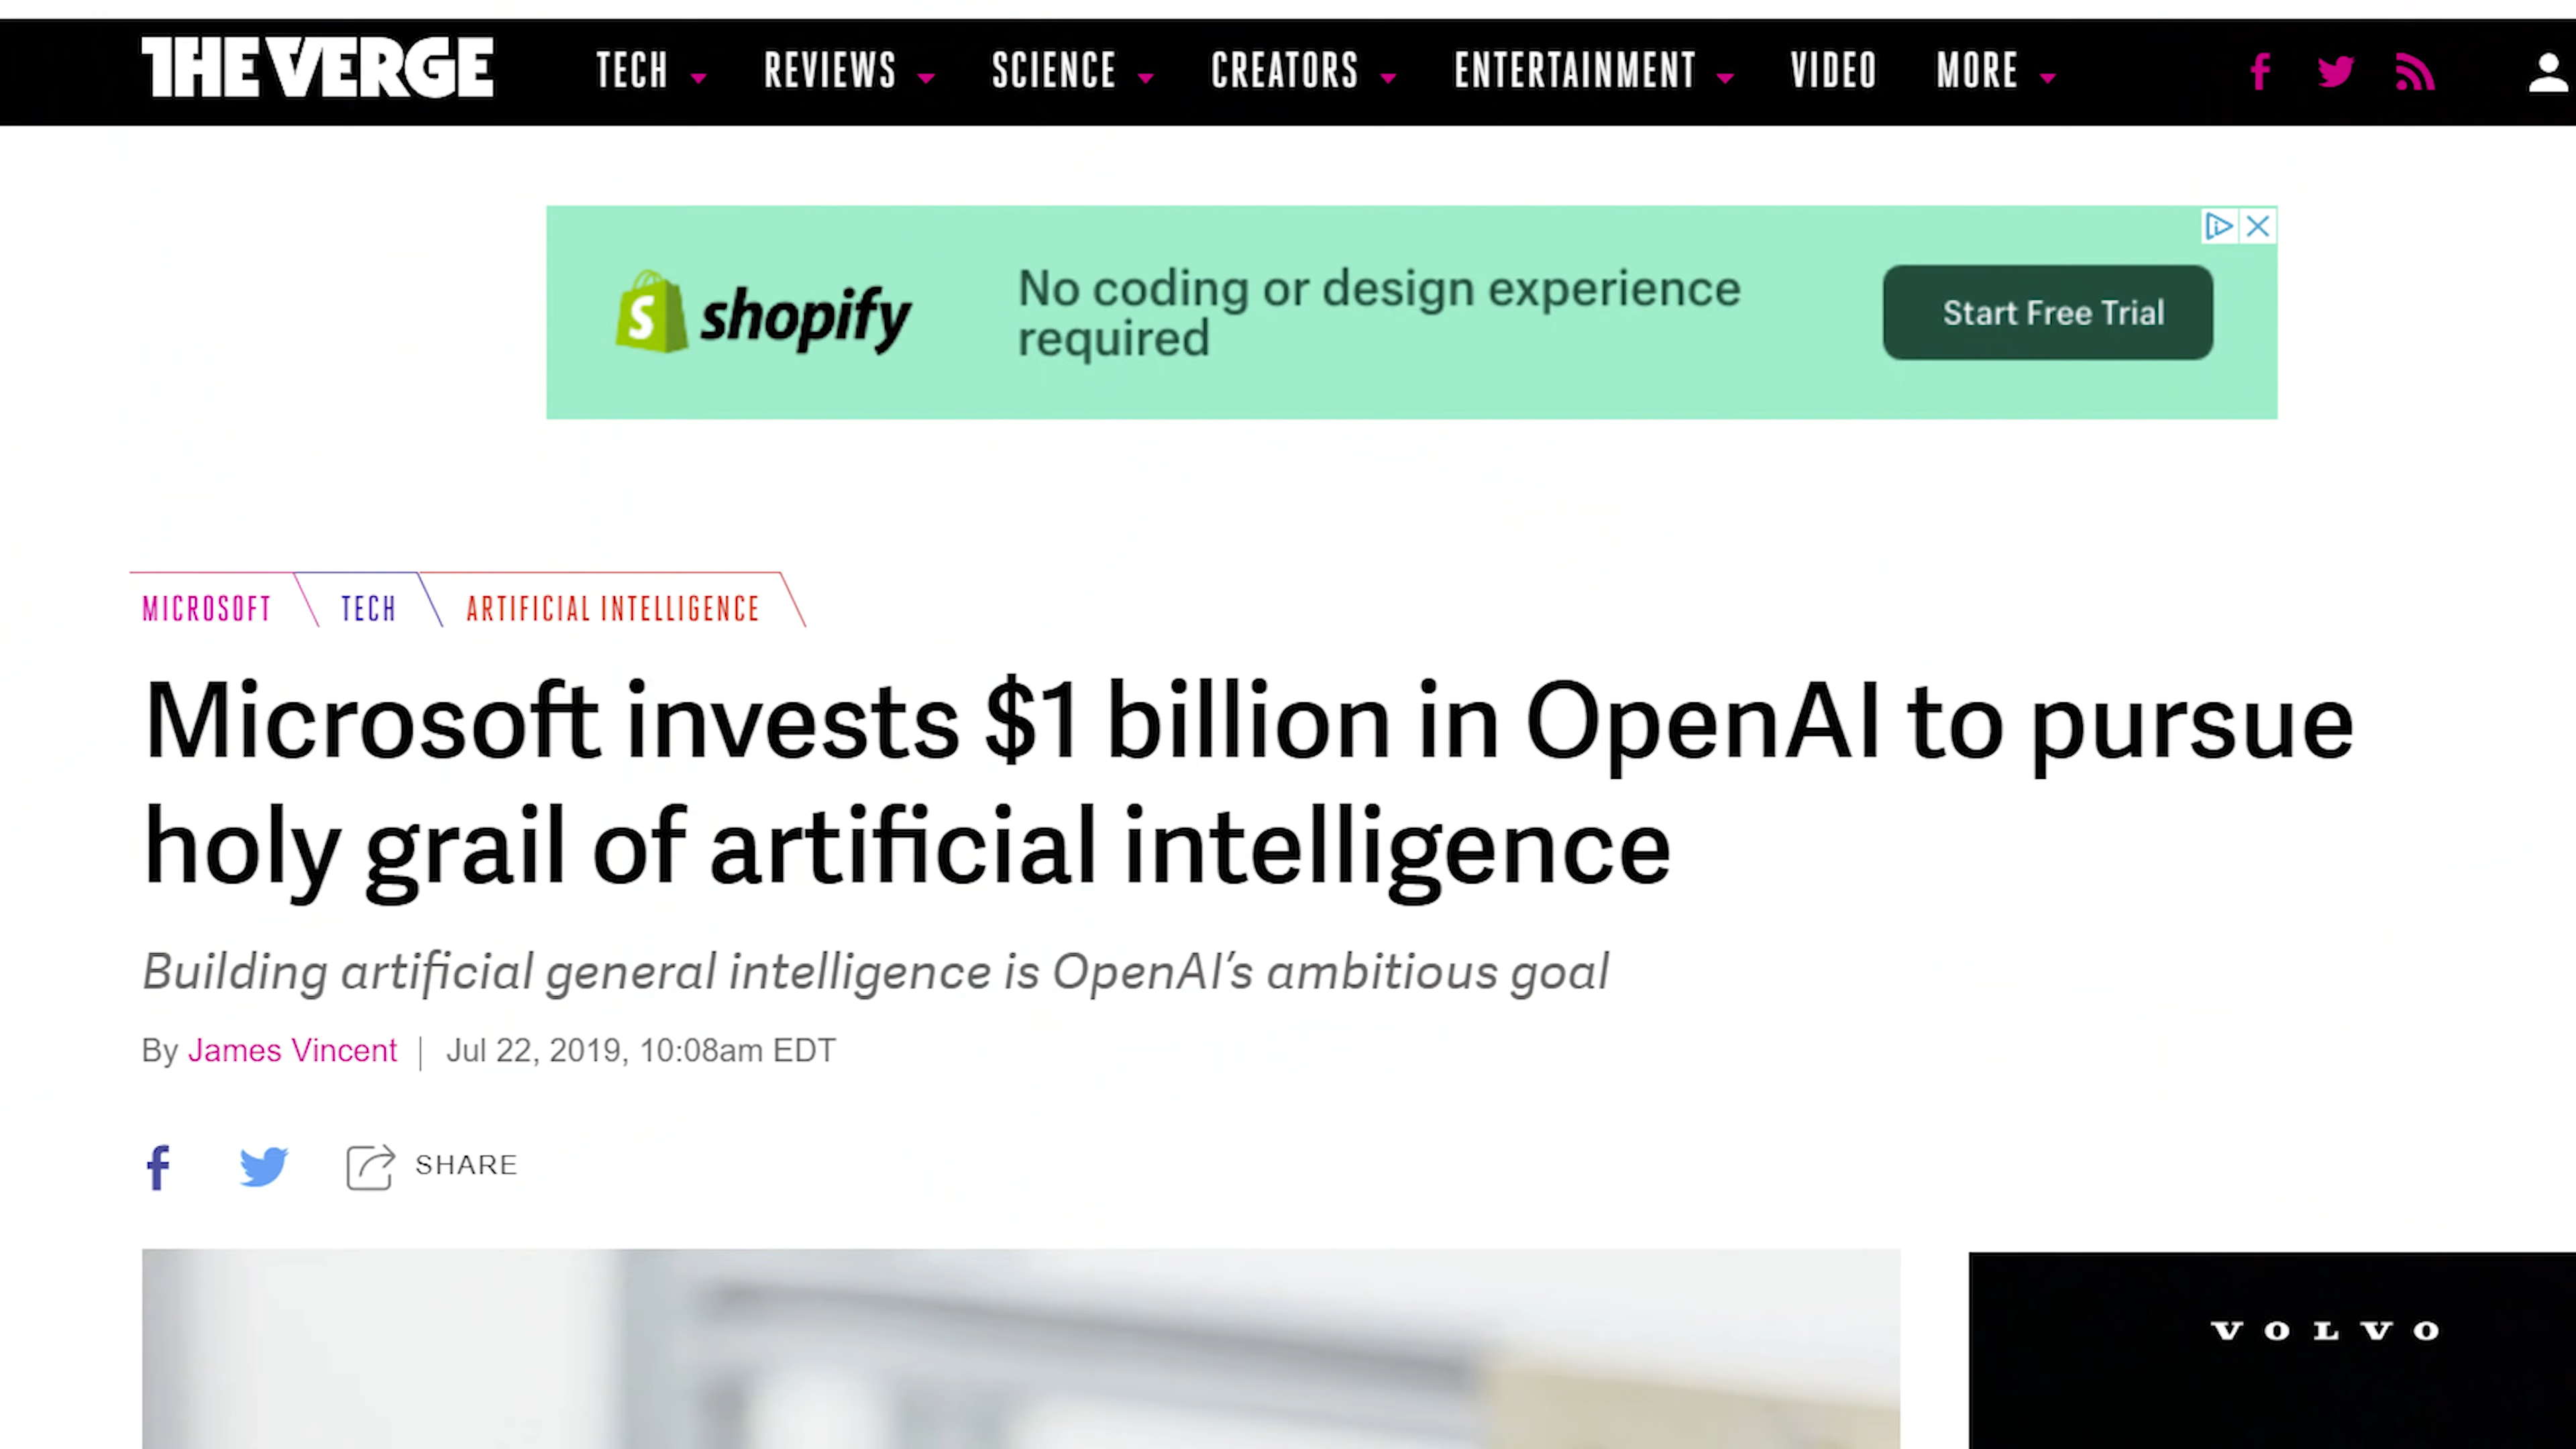 THE VERGE TECH REVIEWS SCIENCE CREATORS ENTERTAINMENT VIDEO MORE
shopify
No coding or design experience
required
Start Free Trial
MICROSOFT TECH ARTIFICIAL INTELLIGENCE
Microsoft invests $1 billion in OpenAI to pursue
holy grail of artificial intelligence
Building artificial general intelligence is OpenAI’s ambitious goal
By James Vincent | Jul 22, 2019, 10:08am EDT
SHARE
VOLVO